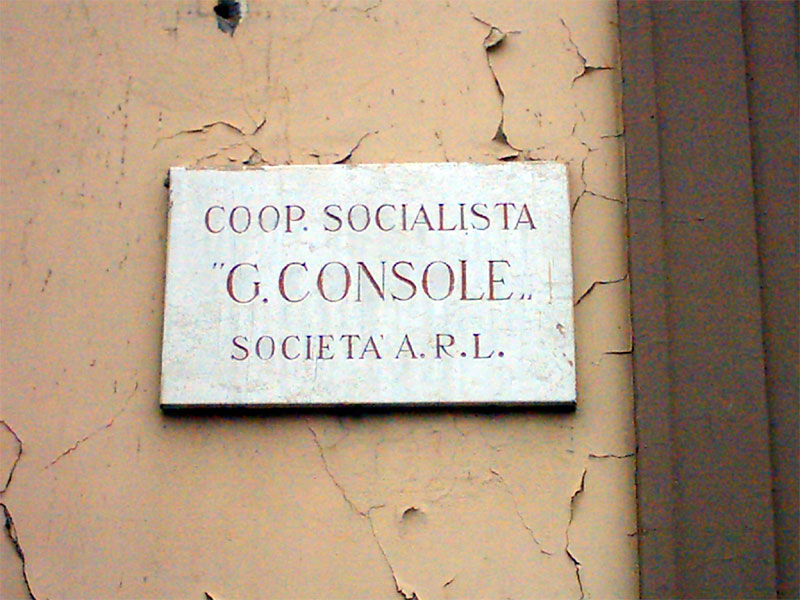 COOP. SOCIALISTA
"G. CONSOLE„
SOCIETA' A.R.L.